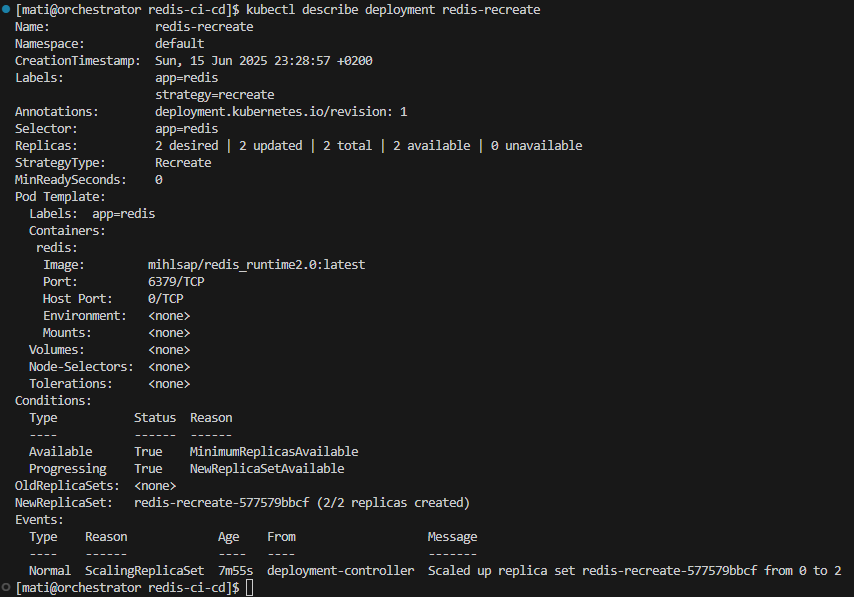 [mati@orchestrator redis-ci-cd]$ kubectl describe deployment redis-recreate
Name:                   redis-recreate
Namespace:              default
CreationTimestamp:  Sun, 15 Jun 2025 23:28:57 +0200
Labels:                 app=redis
                        strategy=recreate
Annotations:            deployment.kubernetes.io/revision: 1
Selector:               app=redis
Replicas:               2 desired | 2 updated | 2 total | 2 available | 0 unavailable
StrategyType:           Recreate
MinReadySeconds:        0
Pod Template:
  Labels:  app=redis
  Containers:
   redis:
    Image:         mihlsap/redis_runtime2.0:latest
    Port:          6379/TCP
    Host Port:     0/TCP
    Environment:   <none>
    Mounts:        <none>
  Volumes:         <none>
  Node-Selectors:  <none>
  Tolerations:     <none>
Conditions:
  Type           Status  Reason
  ----           ------  ------
  Available      True    MinimumReplicasAvailable
  Progressing    True    NewReplicaSetAvailable
OldReplicaSets:  <none>
NewReplicaSet:   redis-recreate-577579bbcf (2/2 replicas created)
Events:
  Type    Reason             Age    From                   Message
  ----    ------             ----   ----                   -------
  Normal  ScalingReplicaSet  7m55s  deployment-controller  Scaled up replica set redis-recreate-577579bbcf from 0 to 2
[mati@orchestrator redis-ci-cd]$